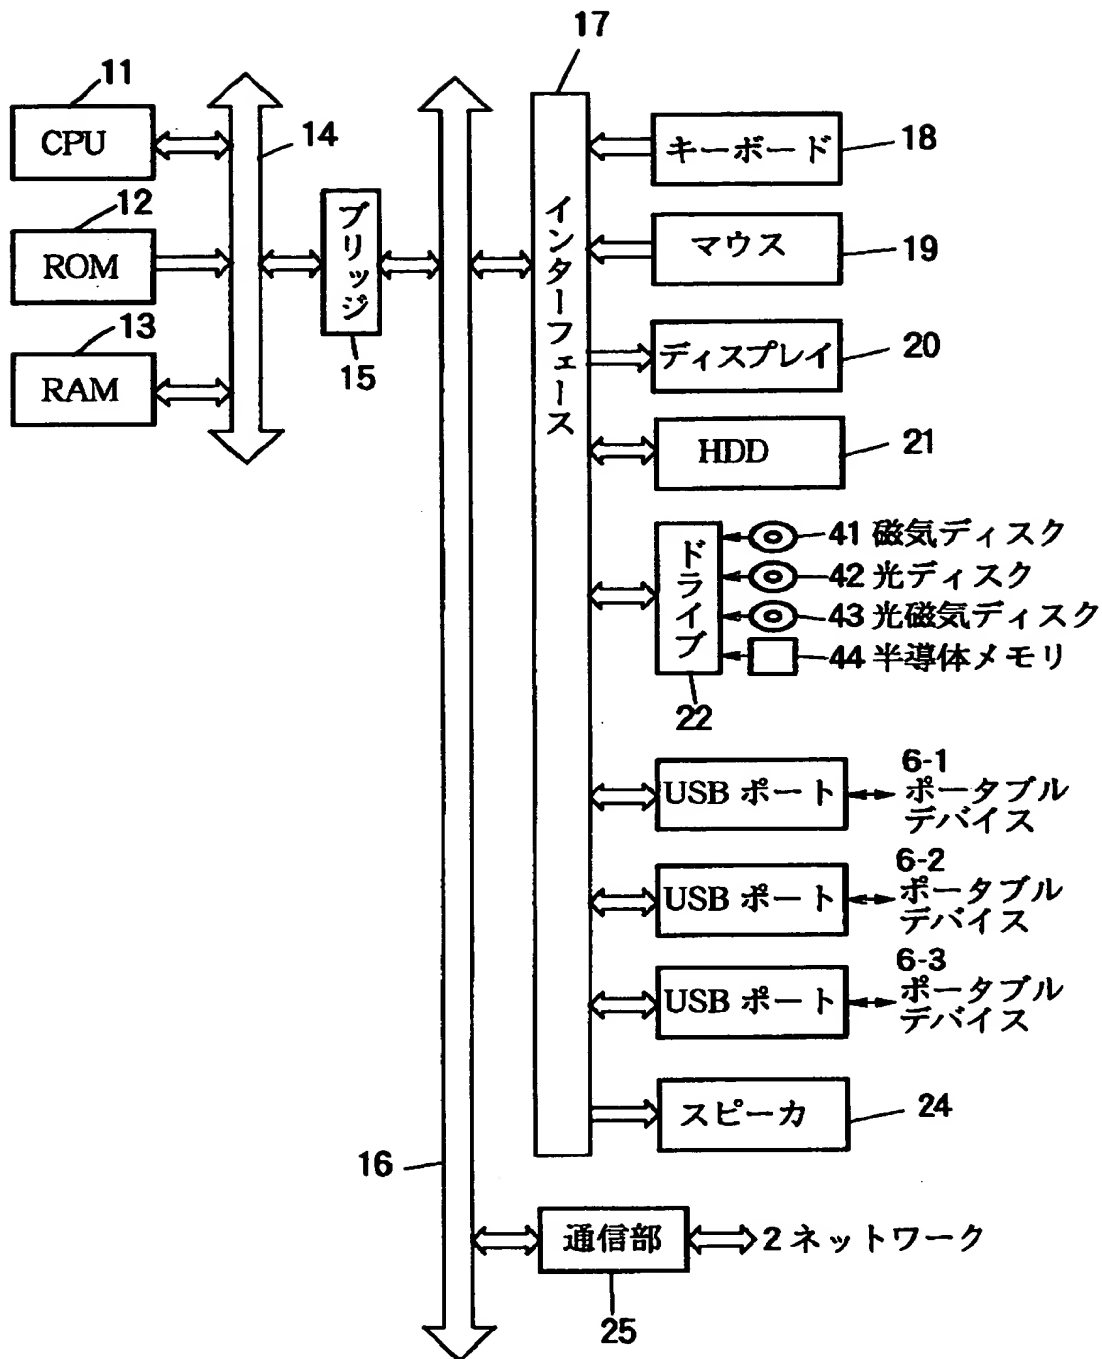 17
11
CPU
14
キーボード
18
12
ROM
ブリッジ
15
インターフェース
マウス
19
13
RAM
ディスプレイ
20
HDD
21
ドライブ
22
41 磁気ディスク
42 光ディスク
43 光磁気ディスク
44 半導体メモリ
USB ポート
6-1
ポータブル
デバイス
USB ポート
6-2
ポータブル
デバイス
USB ポート
6-3
ポータブル
デバイス
スピーカ
24
16
通信部
25
2 ネットワーク